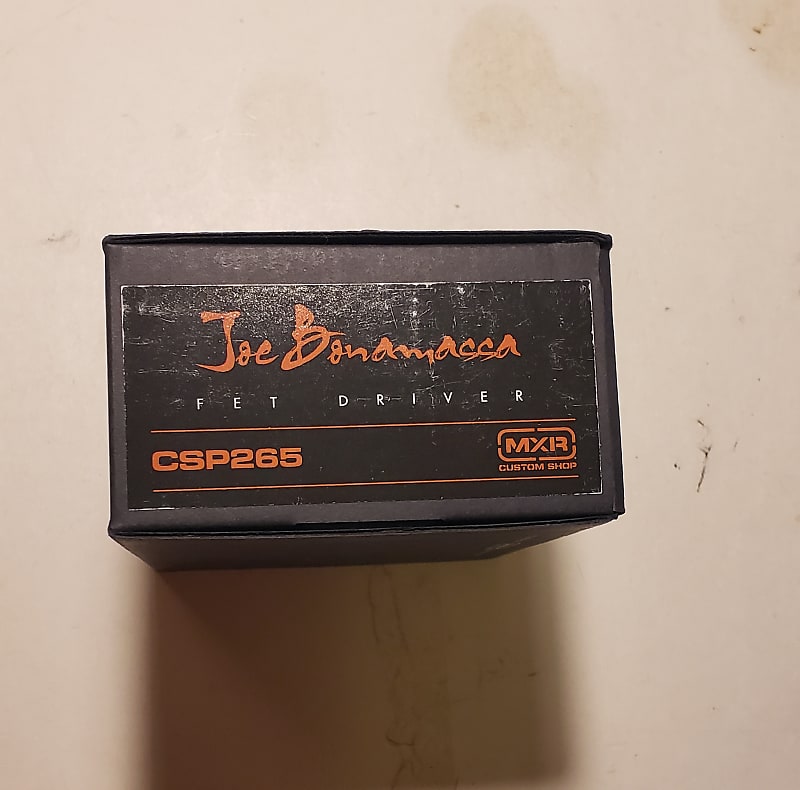 Joe Bonamassa
FET DRIVER
CSP265
MXR
CUSTOM SHOP